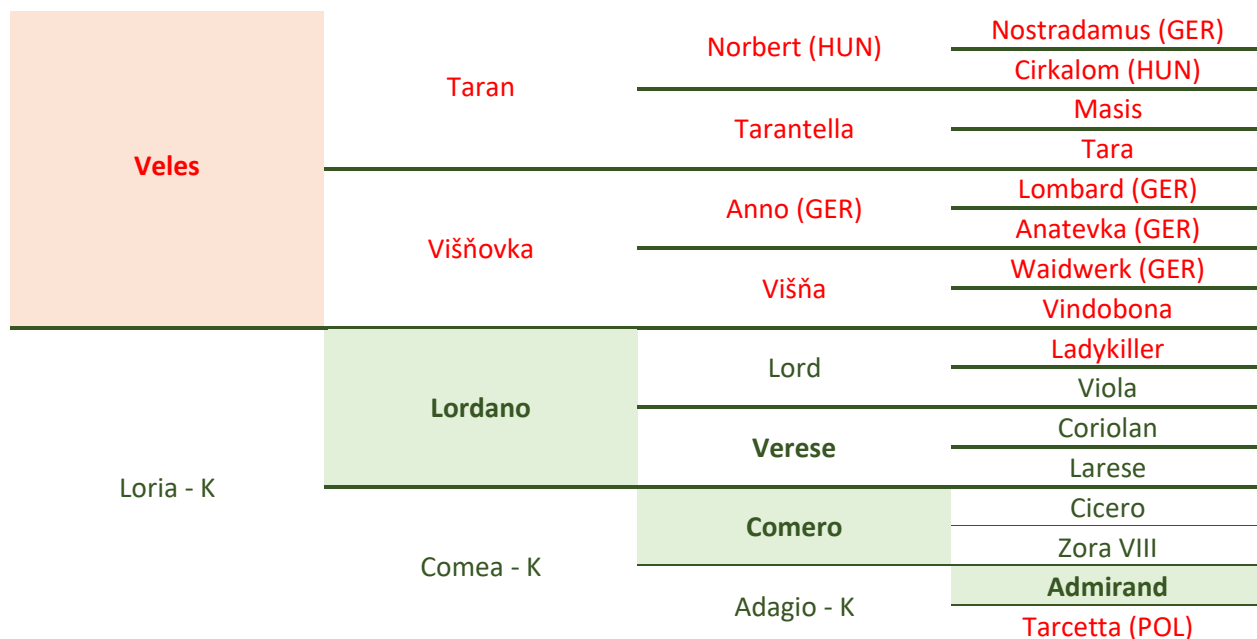 Veles
Taran
Norbert (HUN)
Nostradamus (GER)
Cirkalom (HUN)
Tarantella
Masis
Tara
Višňovka
Anno (GER)
Lombard (GER)
Anatevka (GER)
Višňa
Waidwerk (GER)
Vindobona
Loria - K
Lordano
Lord
Ladykiller
Viola
Verese
Coriolan
Larese
Comea - K
Comero
Cicero
Zora VIII
Adagio - K
Admirand
Tarcetta (POL)